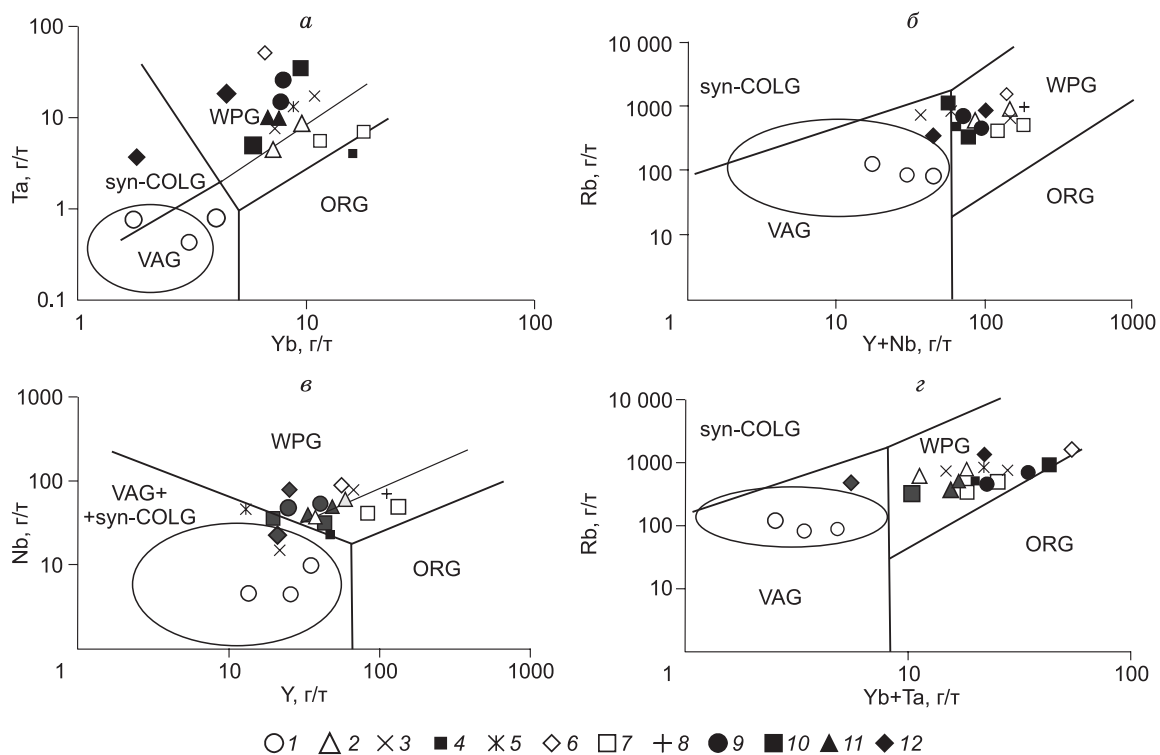 а
100
10
1
0.1
Ta, г/т
WPG
syn-COLG
VAG
ORG
1
10
100
Yb, г/т
б
10 000
1000
100
10
Rb, г/т
syn-COLG
WPG
VAG
ORG
1
10
100
1000
Y+Nb, г/т
в
1000
100
10
Nb, г/т
WPG
VAG+
+syn-COLG
ORG
1
10
100
1000
Y, г/т
г
10 000
1000
100
10
Rb, г/т
syn-COLG
WPG
VAG
ORG
1
10
100
Yb+Ta, г/т
1 2 3 4 5 6 7 8 9 10 11 12